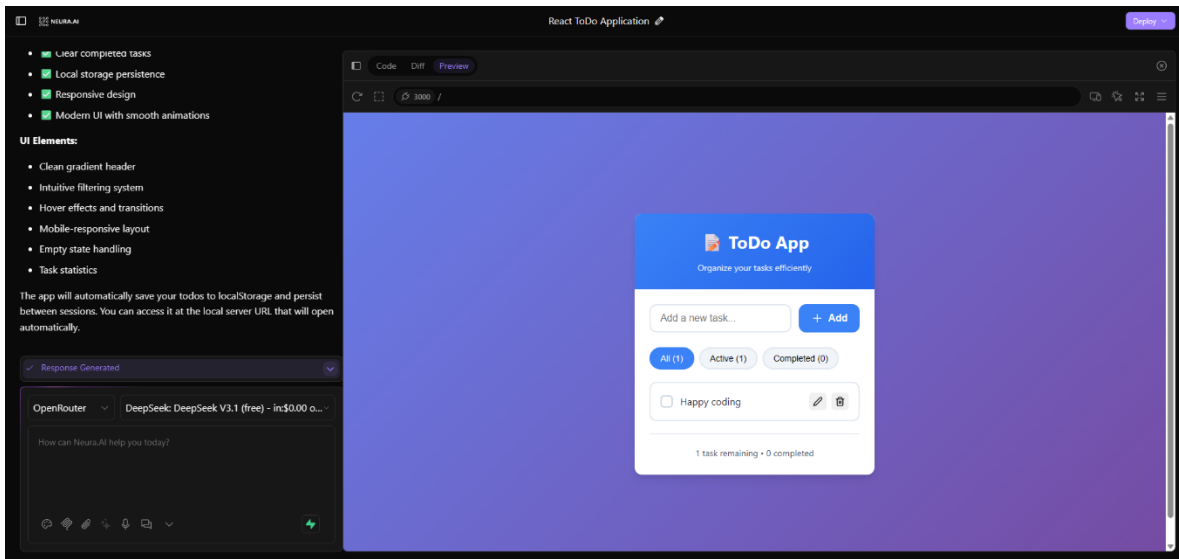 NEURA.AI
React ToDo Application
Deploy
Clear completed tasks
Local storage persistence
Responsive design
Modern UI with smooth animations
UI Elements:
Clean gradient header
Intuitive filtering system
Hover effects and transitions
Mobile-responsive layout
Empty state handling
Task statistics
The app will automatically save your todos to localStorage and persist
between sessions. You can access it at the local server URL that will open
automatically.
Response Generated
OpenRouter
DeepSeek: DeepSeek V3.1 (free) - in:$0.00 o...
How can Neura.AI help you today?
Code Diff Preview
3000 /
ToDo App
Organize your tasks efficiently
Add a new task...
+ Add
All (1) Active (1) Completed (0)
Happy coding
1 task remaining • 0 completed